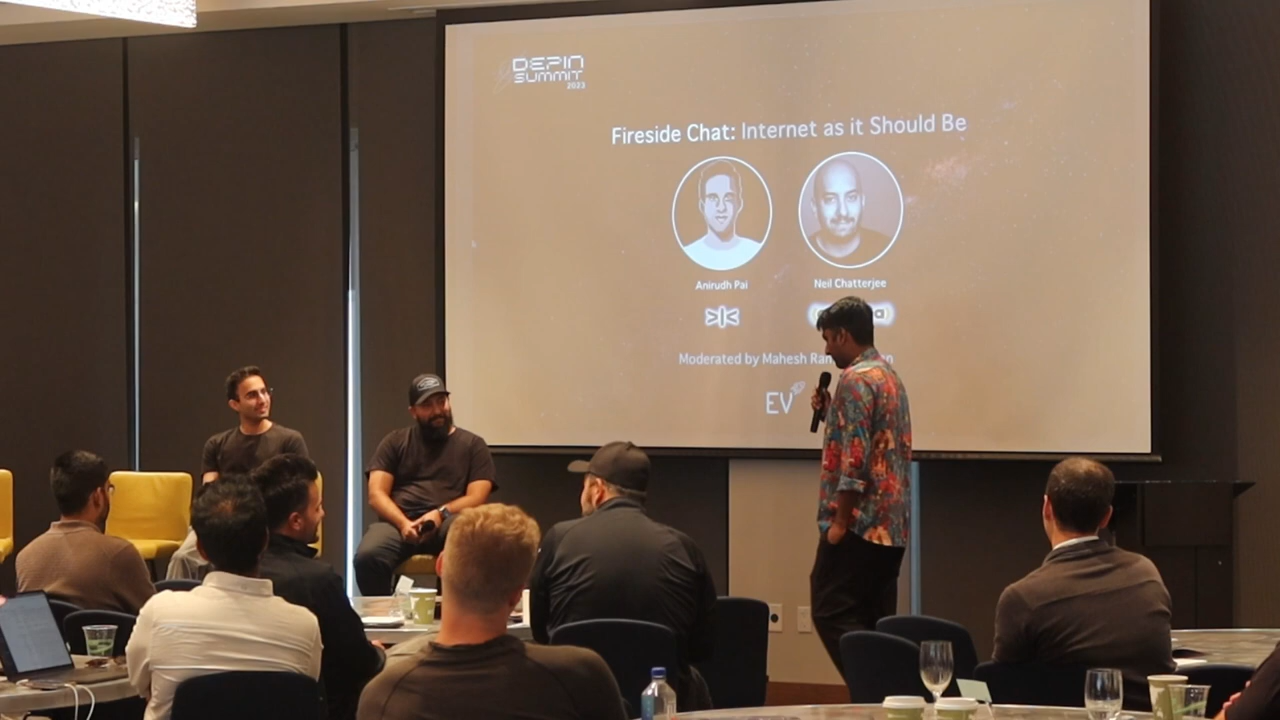 DEPIN
SUMMIT
2023
Fireside Chat: Internet as it Should Be
Anirudh Pai
Neil Chatterjee
Moderated by Mahesh
EV